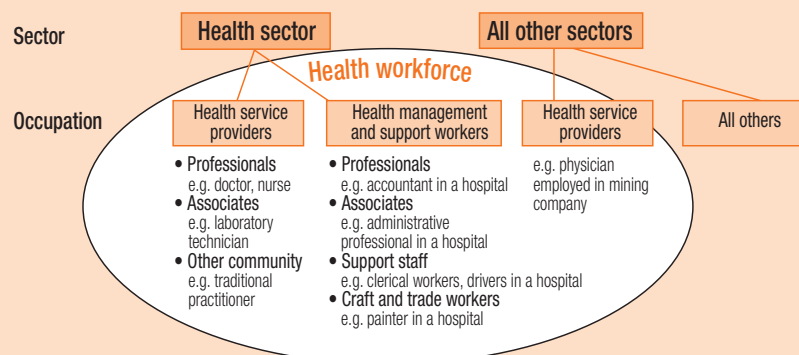 Sector
Health sector
All other sectors
Health workforce
Occupation
Health service
providers
Health management
and support workers
Health service
providers
All others
• Professionals
e.g. doctor, nurse
• Associates
e.g. laboratory
technician
• Other community
e.g. traditional
practitioner
• Professionals
e.g. accountant in a hospital
• Associates
e.g. administrative
professional in a hospital
• Support staff
e.g. clerical workers, drivers in a hospital
• Craft and trade workers
e.g. painter in a hospital
e.g. physician
employed in mining
company